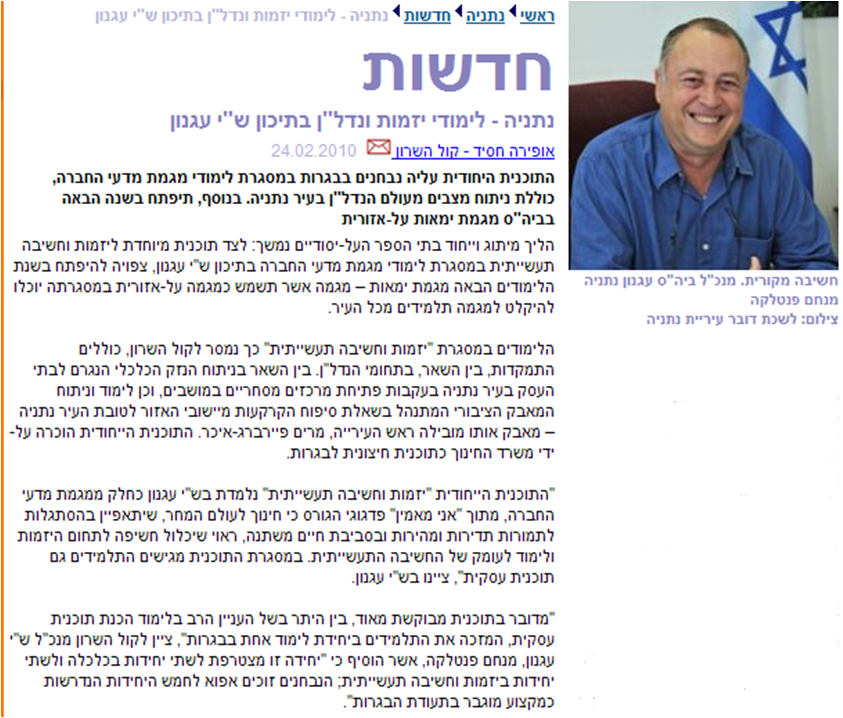 ראשי נתניה חדשות נתניה - לימודי יזמות ונדל"ן בתיכון ש"י עגנון
חדשות
נתניה - לימודי יזמות ונדל"ן בתיכון ש"י עגנון
אופירה חסיד - קול השרון 24.02.2010
התוכנית היחודית עליה נבחנים בבגרות במסגרת לימודי מגמת מדעי החברה,
כוללת ניתוח מצבים מעולם הנדל"ן בעיר נתניה. בנוסף, תיפתח בשנה הבאה
בביה"ס מגמת ימאות על-אזורית
הליך מיתוג וייחוד בתי הספר העל-יסודיים נמשך: לצד תוכנית מיוחדת ליזמות וחשיבה
תעשייתית במסגרת לימודי מגמת מדעי החברה בתיכון ש"י עגנון, צפויה להיפתח בשנת
הלימודים הבאה מגמת ימאות – מגמה אשר תשמש כמגמה על-אזורית במסגרתה יוכלו
להיקלט למגמה תלמידים מכל העיר.
הלימודים במסגרת "יזמות וחשיבה תעשייתית" כך נמסר לקול השרון, כוללים
התמקדות, בין השאר, בתחומי הנדל"ן. בין השאר בניתוח הנזק הכלכלי הנגרם לבתי
העסק בעיר נתניה בעקבות פתיחת מרכזים מסחריים במושבים, וכן לימוד וניתוח
המאבק הציבורי המתנהל בשאלת סיפוח הקרקעות מיישובי האזור לטובת העיר נתניה
– מאבק אותו מובילה ראש העירייה, מרים פיירברג-איכר. התוכנית הייחודית הוכרה על-
ידי משרד החינוך כתוכנית חיצונית לבגרות.
"התוכנית הייחודית "יזמות וחשיבה תעשייתית" נלמדת בש"י עגנון כחלק ממגמת מדעי
החברה, מתוך "אני מאמין" פדגוגי הגורס כי חינוך לעולם המחר, שיתאפיין בהסתגלות
לתמורות תדירות ומהירות ובסביבת חיים משתנה, ראוי שיכלול חשיפה לתחום היזמות
ולימוד לעומק של החשיבה התעשייתית. במסגרת התוכנית מגישים התלמידים גם
תוכנית עסקית", ציינו בש"י עגנון.
"מדובר בתוכנית מבוקשת מאוד, בין היתר בשל העניין הרב בלימוד הכנת תוכנית
עסקית, המזכה את התלמידים ביחידת לימוד אחת בבגרות", ציין לקול השרון מנכ"ל ש"י
עגנון, מנחם פנטלקה, אשר הוסיף כי "יחידה זו מצטרפת לשתי יחידות בכלכלה ולשתי
יחידות ביזמות וחשיבה תעשייתית; הנבחנים זוכים אפוא לחמש היחידות הנדרשות
כמקצוע מוגבר בתעודת הבגרות".
חשיבה מקורית. מנכ"ל ביה"ס עגנון נתניה
מנחם פנטלקה
צילום: לשכת דובר עיריית נתניה